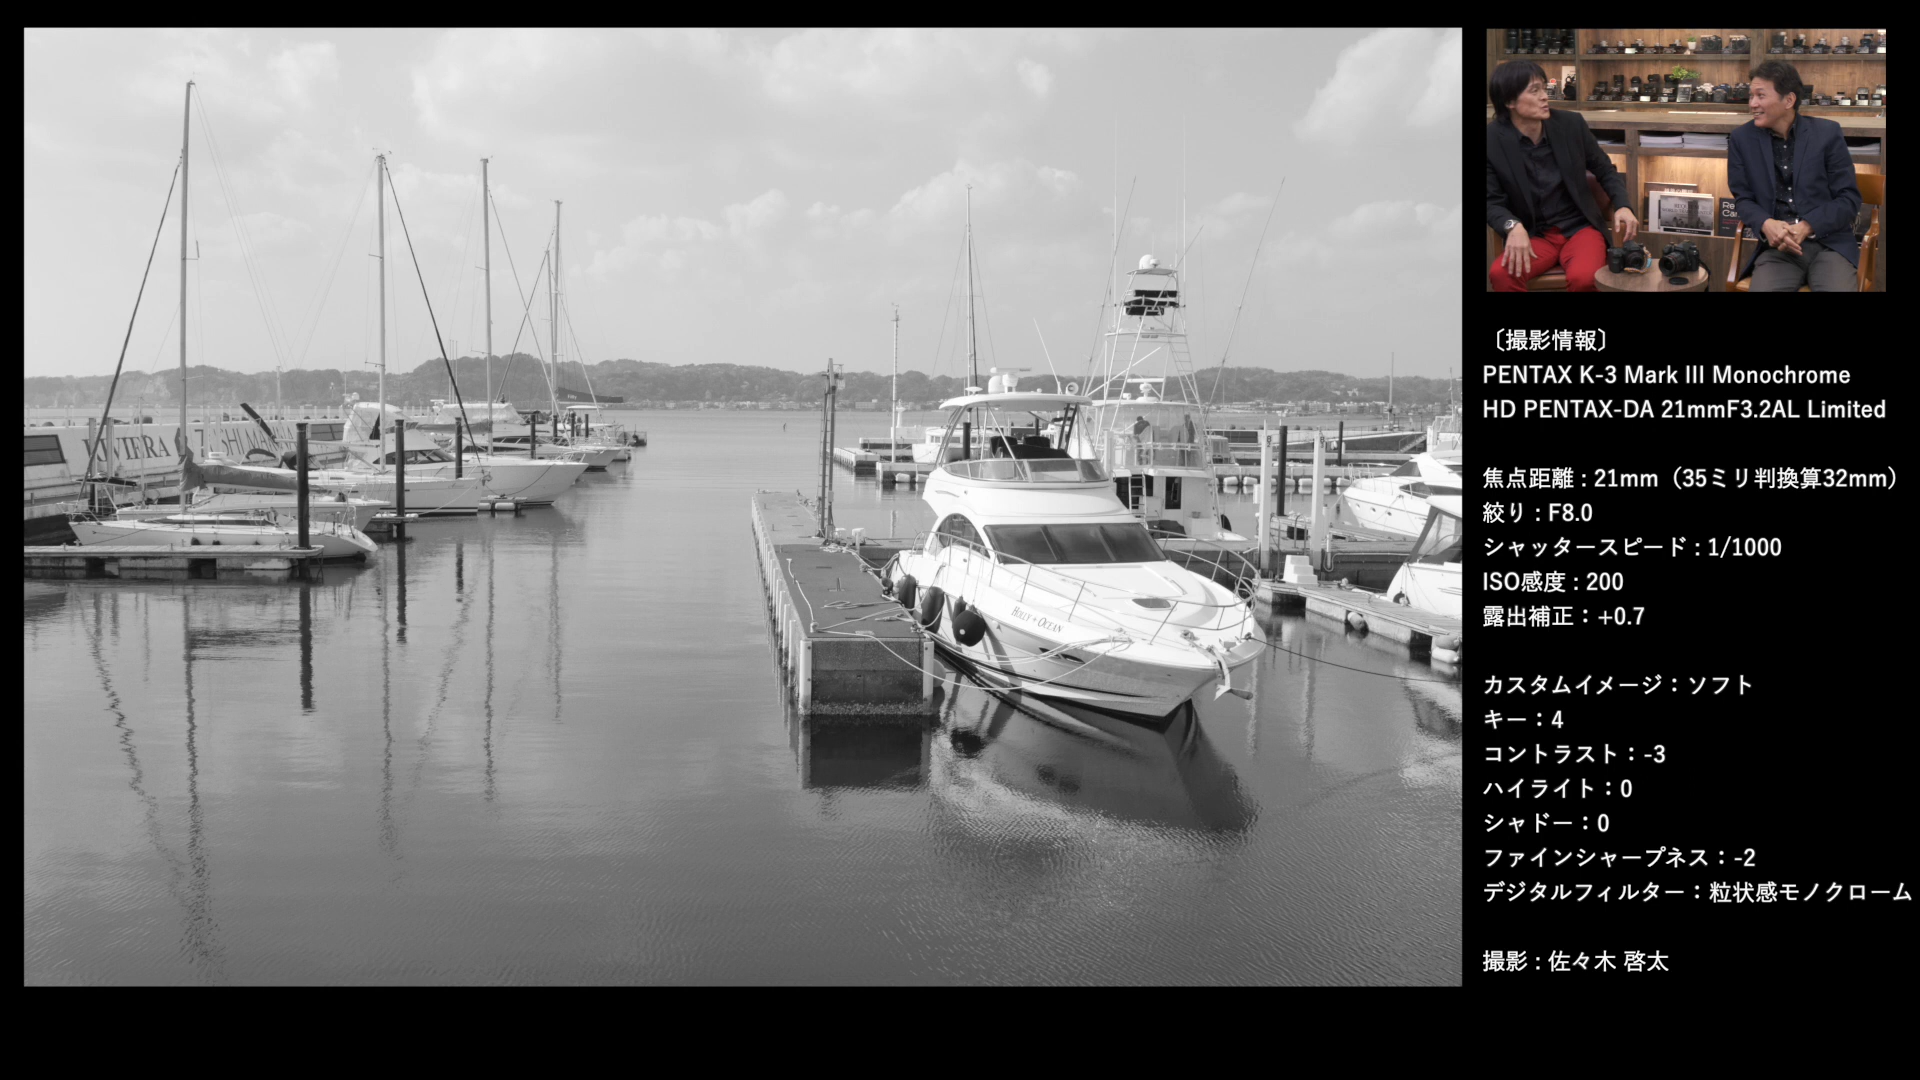 RIVIERA
HOLLY OCEAN
〔撮影情報〕
PENTAX K-3 Mark III Monochrome
HD PENTAX-DA 21mmF3.2AL Limited
焦点距離 : 21mm（35ミリ判換算32mm）
絞り : F8.0
シャッタースピード : 1/1000
ISO感度 : 200
露出補正：+0.7
カスタムイメージ：ソフト
キー：4
コントラスト：-3
ハイライト：0
シャドー：0
ファインシャープネス：-2
デジタルフィルター：粒状感モノクローム
撮影 : 佐々木 啓太